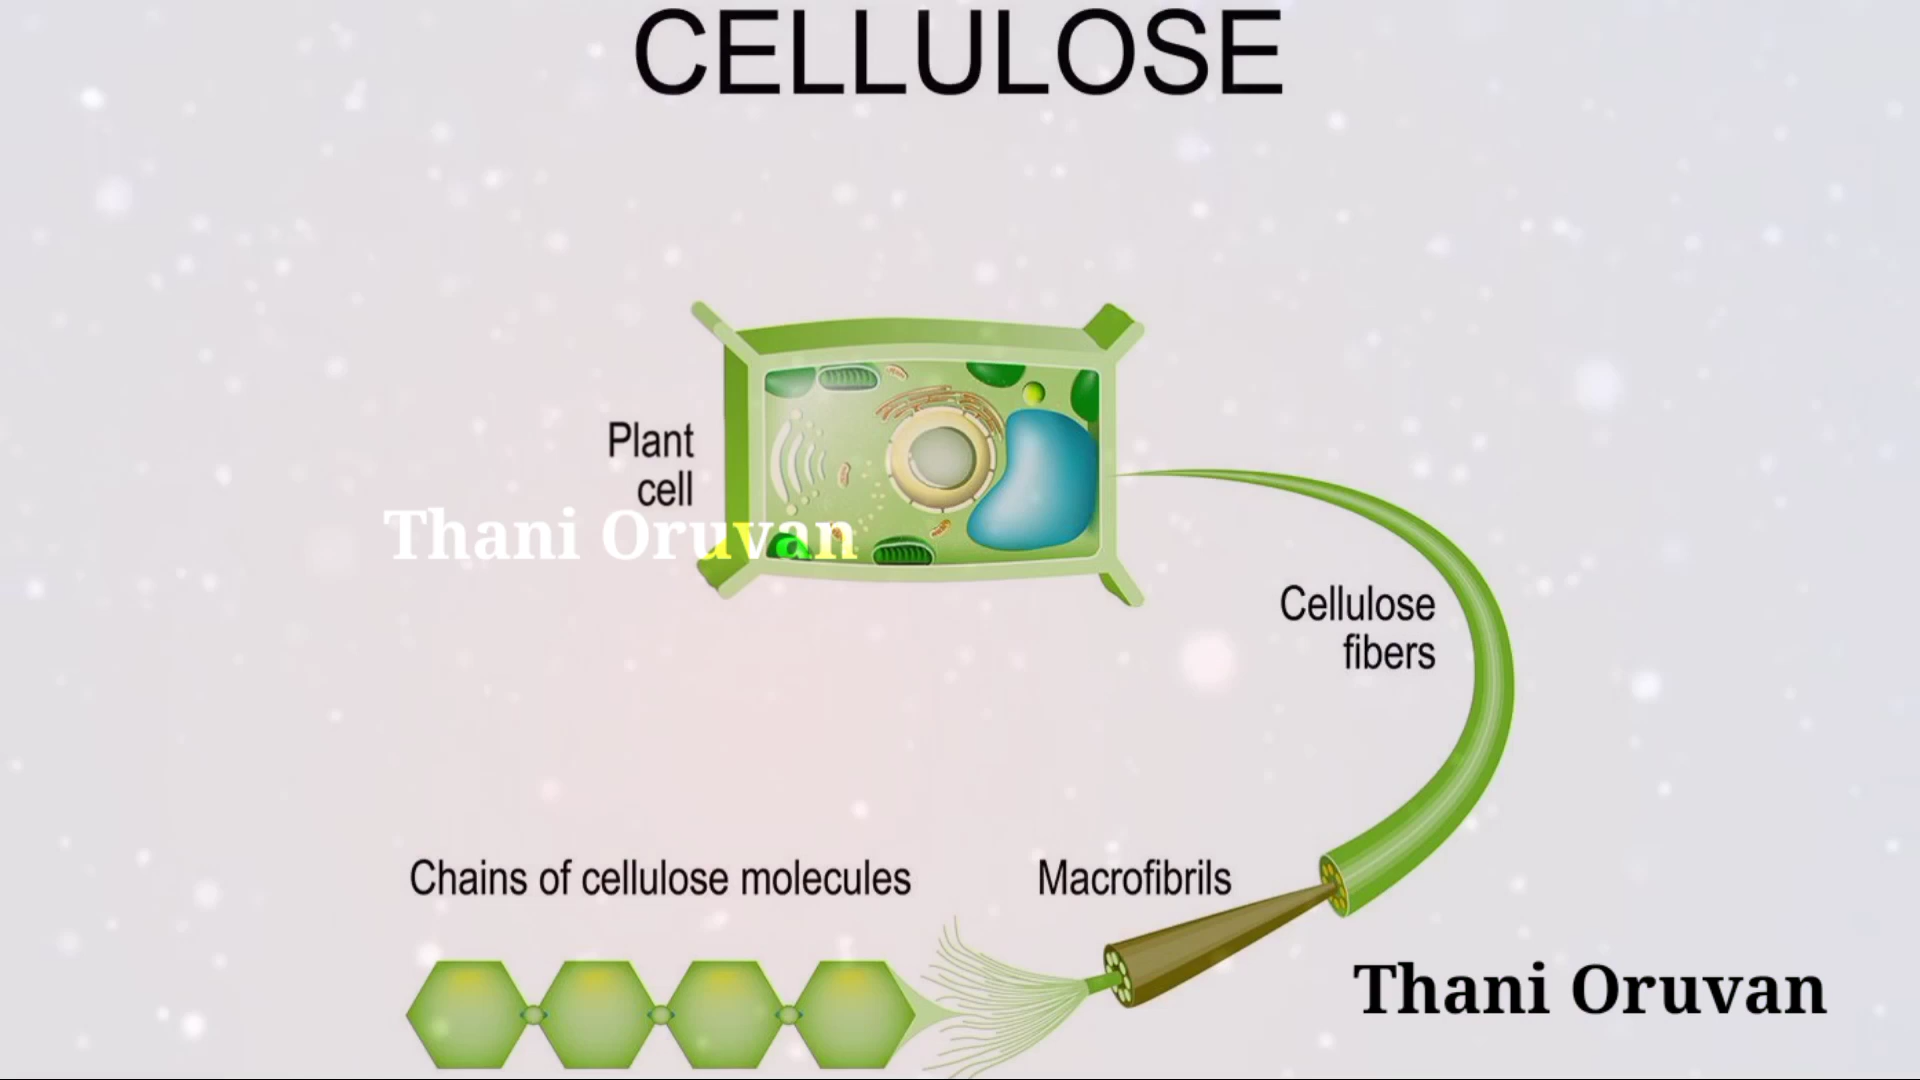 CELLULOSE
Plant
cell
Thani Oruvan
Cellulose
fibers
Chains of cellulose molecules
Macrofibrils
Thani Oruvan